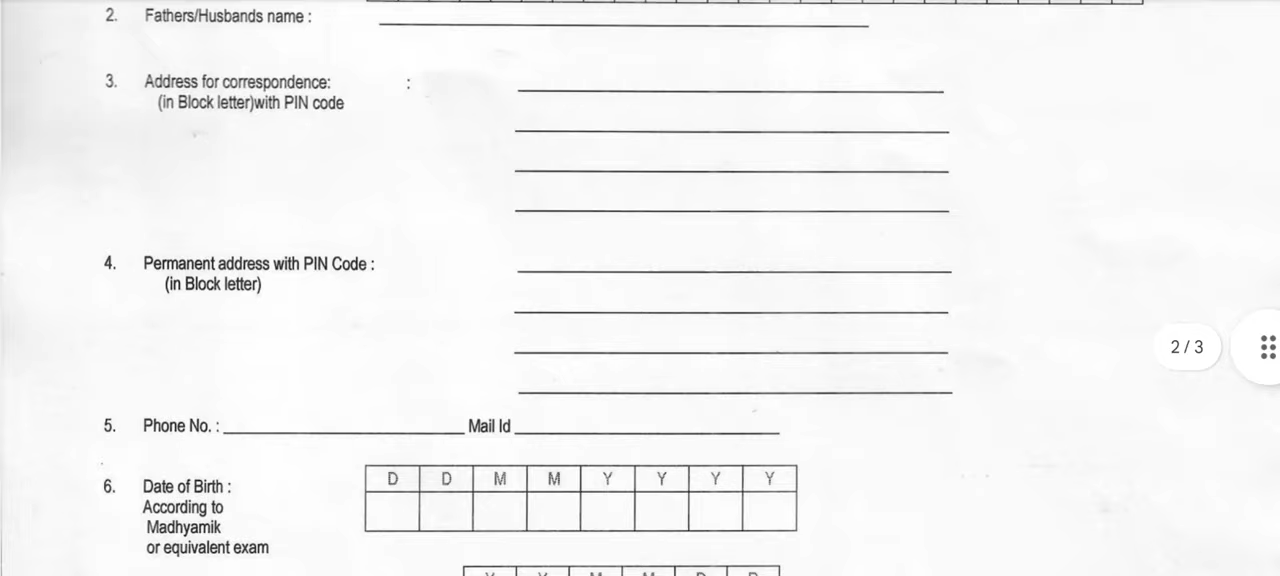 2. Fathers/Husbands name :
3. Address for correspondence: :
(in Block letter)with PIN code
4. Permanent address with PIN Code :
(in Block letter)
2 / 3
5. Phone No. : Mail Id
D D M M Y Y Y Y
6. Date of Birth :
According to
Madhyamik
or equivalent exam
Y Y M M D D